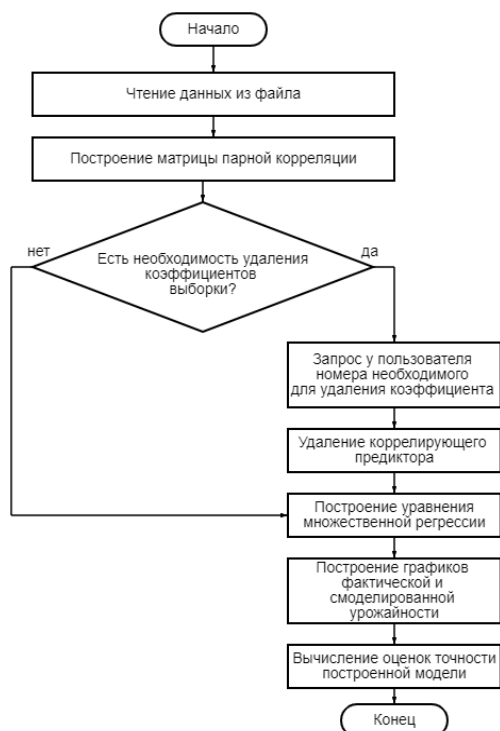 Начало
Чтение данных из файла
Построение матрицы парной корреляции
нет
да
Есть необходимость удаления
коэффициентов
выборки?
Запрос у пользователя
номера необходимого
для удаления коэффициента
Удаление коррелирующего
предиктора
Построение уравнения
множественной регрессии
Построение графиков
фактической и
смоделированной
урожайности
Вычисление оценок точности
построенной модели
Конец